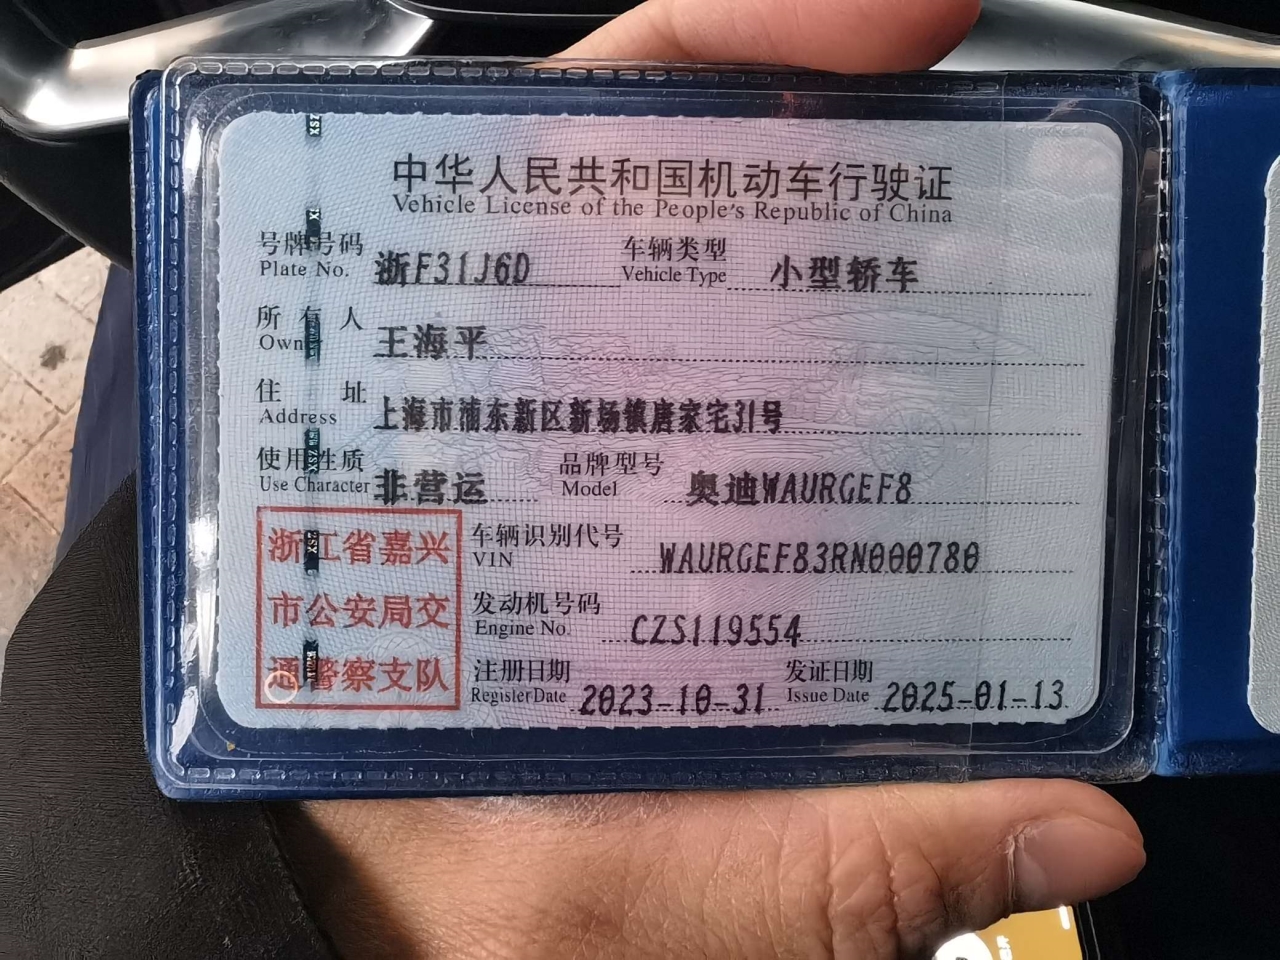 中华人民共和国机动车行驶证
Vehicle License of the People's Republic of China
号牌号码 浙F31J6D 车辆类型 小型轿车
Plate No. Vehicle Type
所有人 王海平
Owner
住址 上海市浦东新区新场镇唐家宅31号
Address
使用性质 非营运 品牌型号 奥迪WAURGEF8
Use Character Model
浙江省嘉兴
市公安局交
通警察支队
车辆识别代号 WAURGEF83RN000780
VIN
发动机号码 CZS119554
Engine No.
注册日期 2023-10-31 发证日期 2025-01-13
Register Date Issue Date